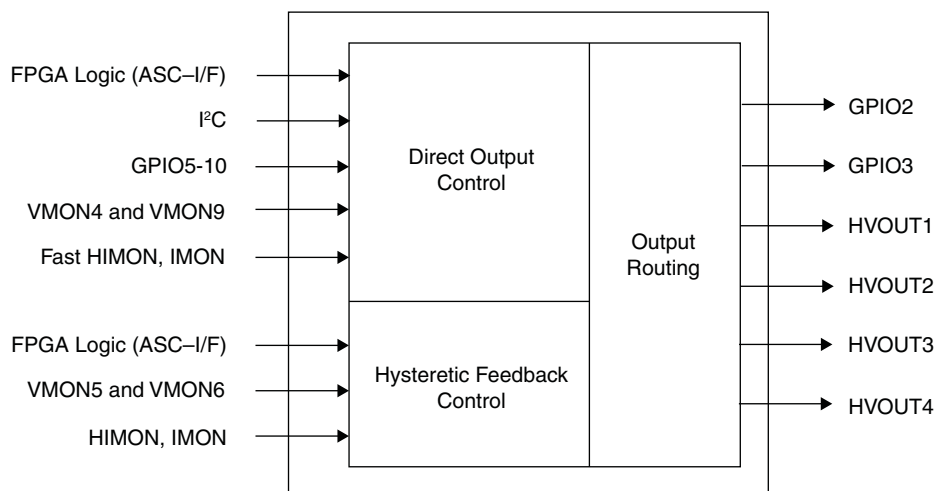 FPGA Logic (ASC–I/F)
I²C
GPIO5-10
VMON4 and VMON9
Fast HIMON, IMON
FPGA Logic (ASC–I/F)
VMON5 and VMON6
HIMON, IMON
Direct Output
Control
Hysteretic Feedback
Control
Output
Routing
GPIO2
GPIO3
HVOUT1
HVOUT2
HVOUT3
HVOUT4